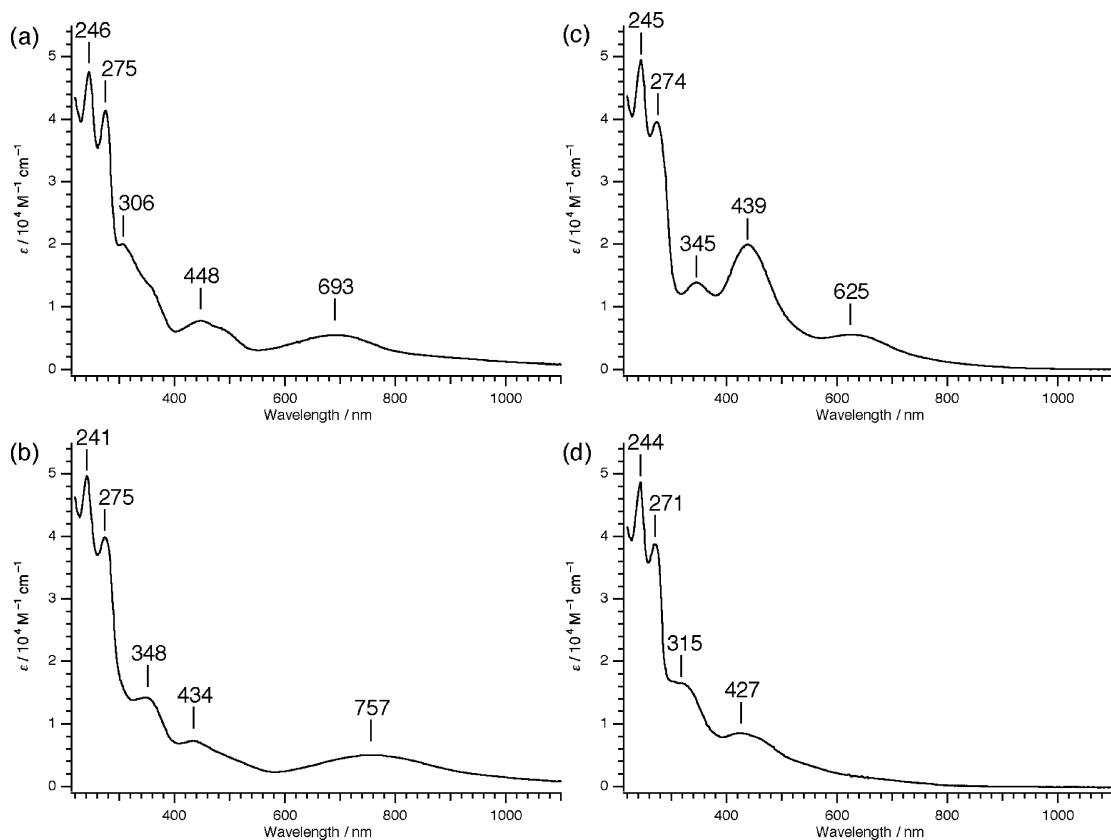 (a)
246
275
306
448
693
5
4
3
2
1
0
ε / 10⁴ M⁻¹ cm⁻¹
400 600 800 1000
Wavelength / nm
(c)
245
274
345
439
625
5
4
3
2
1
0
ε / 10⁴ M⁻¹ cm⁻¹
400 600 800 1000
Wavelength / nm
(b)
241
275
348
434
757
5
4
3
2
1
0
ε / 10⁴ M⁻¹ cm⁻¹
400 600 800 1000
Wavelength / nm
(d)
244
271
315
427
5
4
3
2
1
0
ε / 10⁴ M⁻¹ cm⁻¹
400 600 800 1000
Wavelength / nm